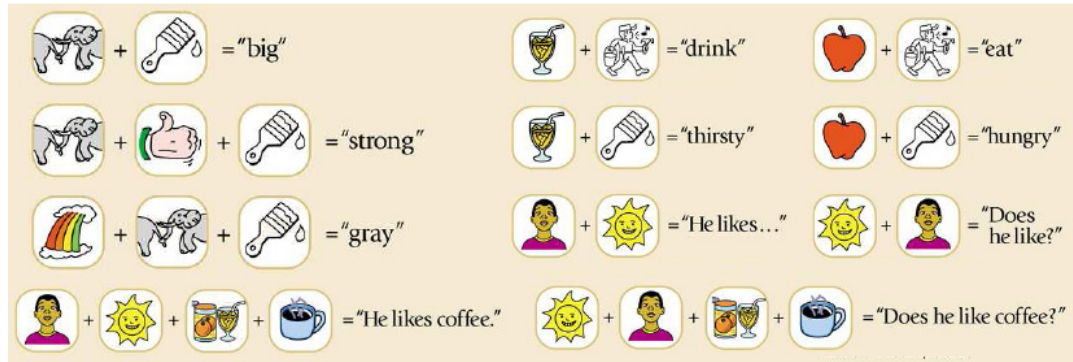 + = "big"
+ = "drink"
+ = "eat"
+ + = "strong"
+ = "thirsty"
+ = "hungry"
+ + = "gray"
+ = "He likes…"
+ = "Does
he like?"
+ + + = "He likes coffee."
+ + + = "Does he like coffee?"